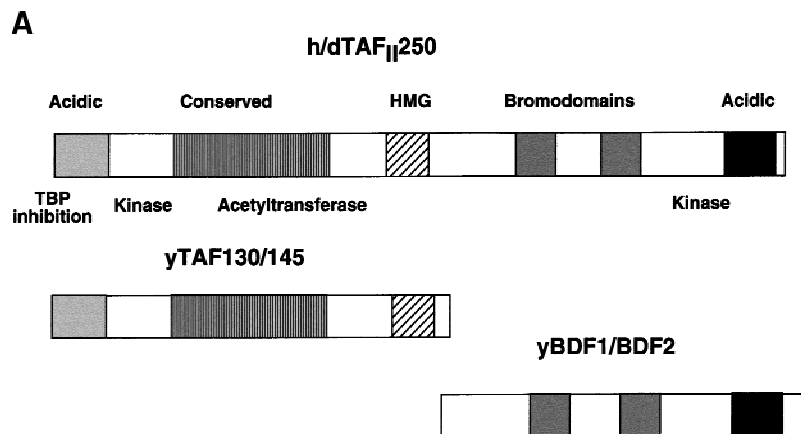 A
h/dTAFII250
Acidic Conserved HMG Bromodomains Acidic
TBP
inhibition Kinase Acetyltransferase Kinase
yTAF130/145
yBDF1/BDF2